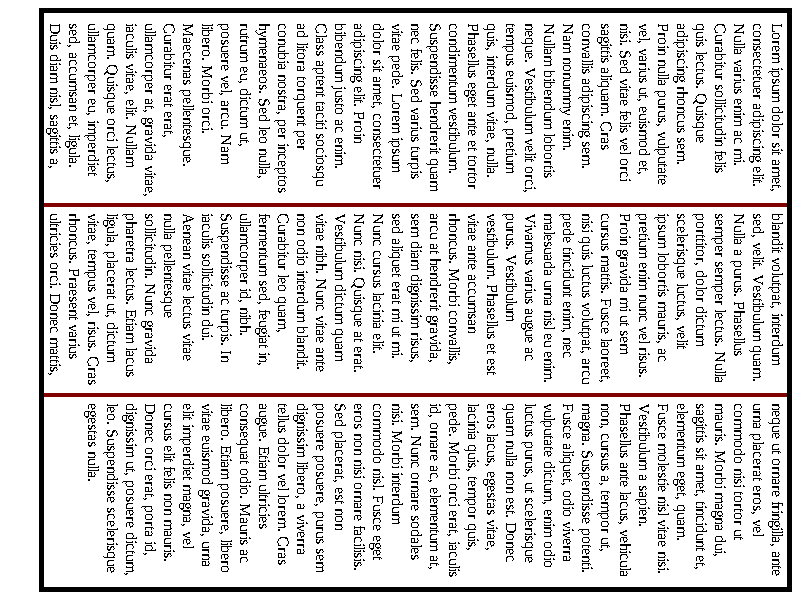 Lorem ipsum dolor sit amet,
consectetuer adipiscing elit.
Nulla varius enim ac mi.
Curabitur sollicitudin felis
quis lectus. Quisque
adipiscing rhoncus sem.
Proin nulla purus, vulputate
vel, varius ut, euismod et,
nisi. Sed vitae felis vel orci
sagittis aliquam. Cras
convallis adipiscing sem.
Nam nonummy enim.
Nullam bibendum lobortis
neque. Vestibulum velit orci,
tempus euismod, pretium
quis, interdum vitae, nulla.
Phasellus eget ante et tortor
condimentum vestibulum.
Suspendisse hendrerit quam
nec felis. Sed varius turpis
vitae pede. Lorem ipsum
dolor sit amet, consectetuer
adipiscing elit. Proin
bibendum justo ac enim.
Class aptent taciti sociosqu
ad litora torquent per
conubia nostra, per inceptos
hymenaeos. Sed leo nulla,
rutrum eu, dictum ut,
posuere vel, arcu. Nam
libero. Morbi orci.
Maecenas pellentesque.
Curabitur erat erat,
ullamcorper at, gravida vitae,
iaculis vitae, elit. Nullam
quam. Quisque orci lectus,
ullamcorper eu, imperdiet
sed, accumsan et, ligula.
Duis diam nisl, sagittis a,
blandit volutpat, interdum
sed, velit. Vestibulum quam.
Nulla a purus. Phasellus
semper semper lectus. Nulla
porttitor, dolor dictum
scelerisque luctus, velit
ipsum lobortis mauris, ac
pretium enim nunc vel risus.
Proin gravida mi ut sem
cursus mattis. Fusce laoreet,
nisi quis luctus volutpat, arcu
pede tincidunt enim, nec
malesuada urna nisl eu enim.
Vivamus varius augue ac
purus. Vestibulum
vestibulum. Phasellus et est
vitae ante accumsan
rhoncus. Morbi convallis,
arcu at hendrerit gravida,
sem diam dignissim risus,
sed aliquet erat mi ut mi.
Nunc cursus lacinia elit.
Nunc nisi. Quisque at erat.
Vestibulum dictum quam
vitae nibh. Nunc vitae ante
non odio interdum blandit.
Curabitur leo quam,
fermentum sed, feugiat in,
ullamcorper id, nibh.
Suspendisse ac turpis. In
iaculis sollicitudin dui.
Aenean vitae lectus vitae
nulla pellentesque
sollicitudin. Nunc gravida
pharetra lectus. Etiam lacus
ligula, placerat ut, dictum
vitae, tempus vel, risus. Cras
rhoncus. Praesent varius
ultricies orci. Donec mattis,
neque ut ornare fringilla, ante
urna placerat eros, vel
commodo nisi tortor ut
mauris. Morbi magna dui,
sagittis sit amet, tincidunt et,
elementum eget, quam.
Fusce molestie nisl vitae nisi.
Vestibulum a sapien.
Phasellus ante lacus, vehicula
non, cursus a, tempor ut,
magna. Suspendisse potenti.
Fusce aliquet, odio viverra
vulputate dictum, enim odio
luctus purus, ut scelerisque
quam nulla non est. Donec
eros lacus, egestas vitae,
lacinia quis, tempor quis,
pede. Morbi orci erat, iaculis
id, ornare ac, elementum at,
sem. Nunc ornare sodales
nisi. Morbi interdum
commodo nisl. Fusce eget
eros non nisi ornare facilisis.
Sed placerat, est non
posuere posuere, purus sem
dignissim libero, a viverra
tellus dolor vel lorem. Cras
augue. Etiam ultricies
consequat odio. Mauris ac
libero. Etiam posuere, libero
vitae euismod gravida, urna
elit imperdiet magna, vel
cursus elit felis non mauris.
Donec orci erat, porta id,
dignissim ut, posuere dictum,
leo. Suspendisse scelerisque
egestas nulla.